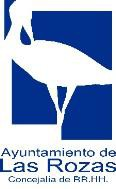 Ayuntamiento de
Las Rozas
Concejalía de RR.HH.